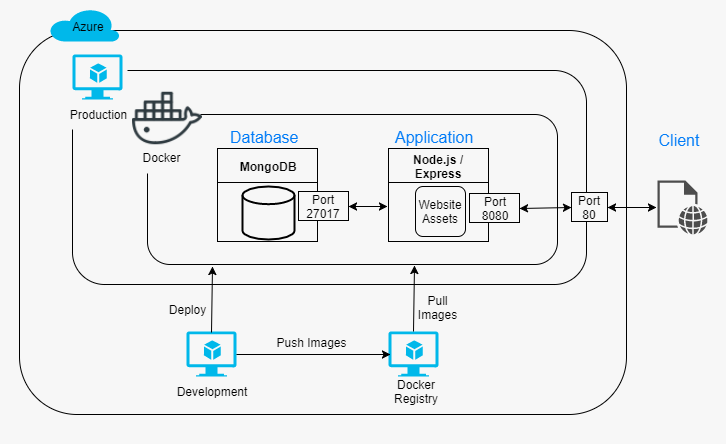 Azure
Production
Docker
Database
MongoDB
Port
27017
Application
Node.js /
Express
Website
Assets
Port
8080
Port
80
Client
Deploy
Pull
Images
Push Images
Development
Docker
Registry